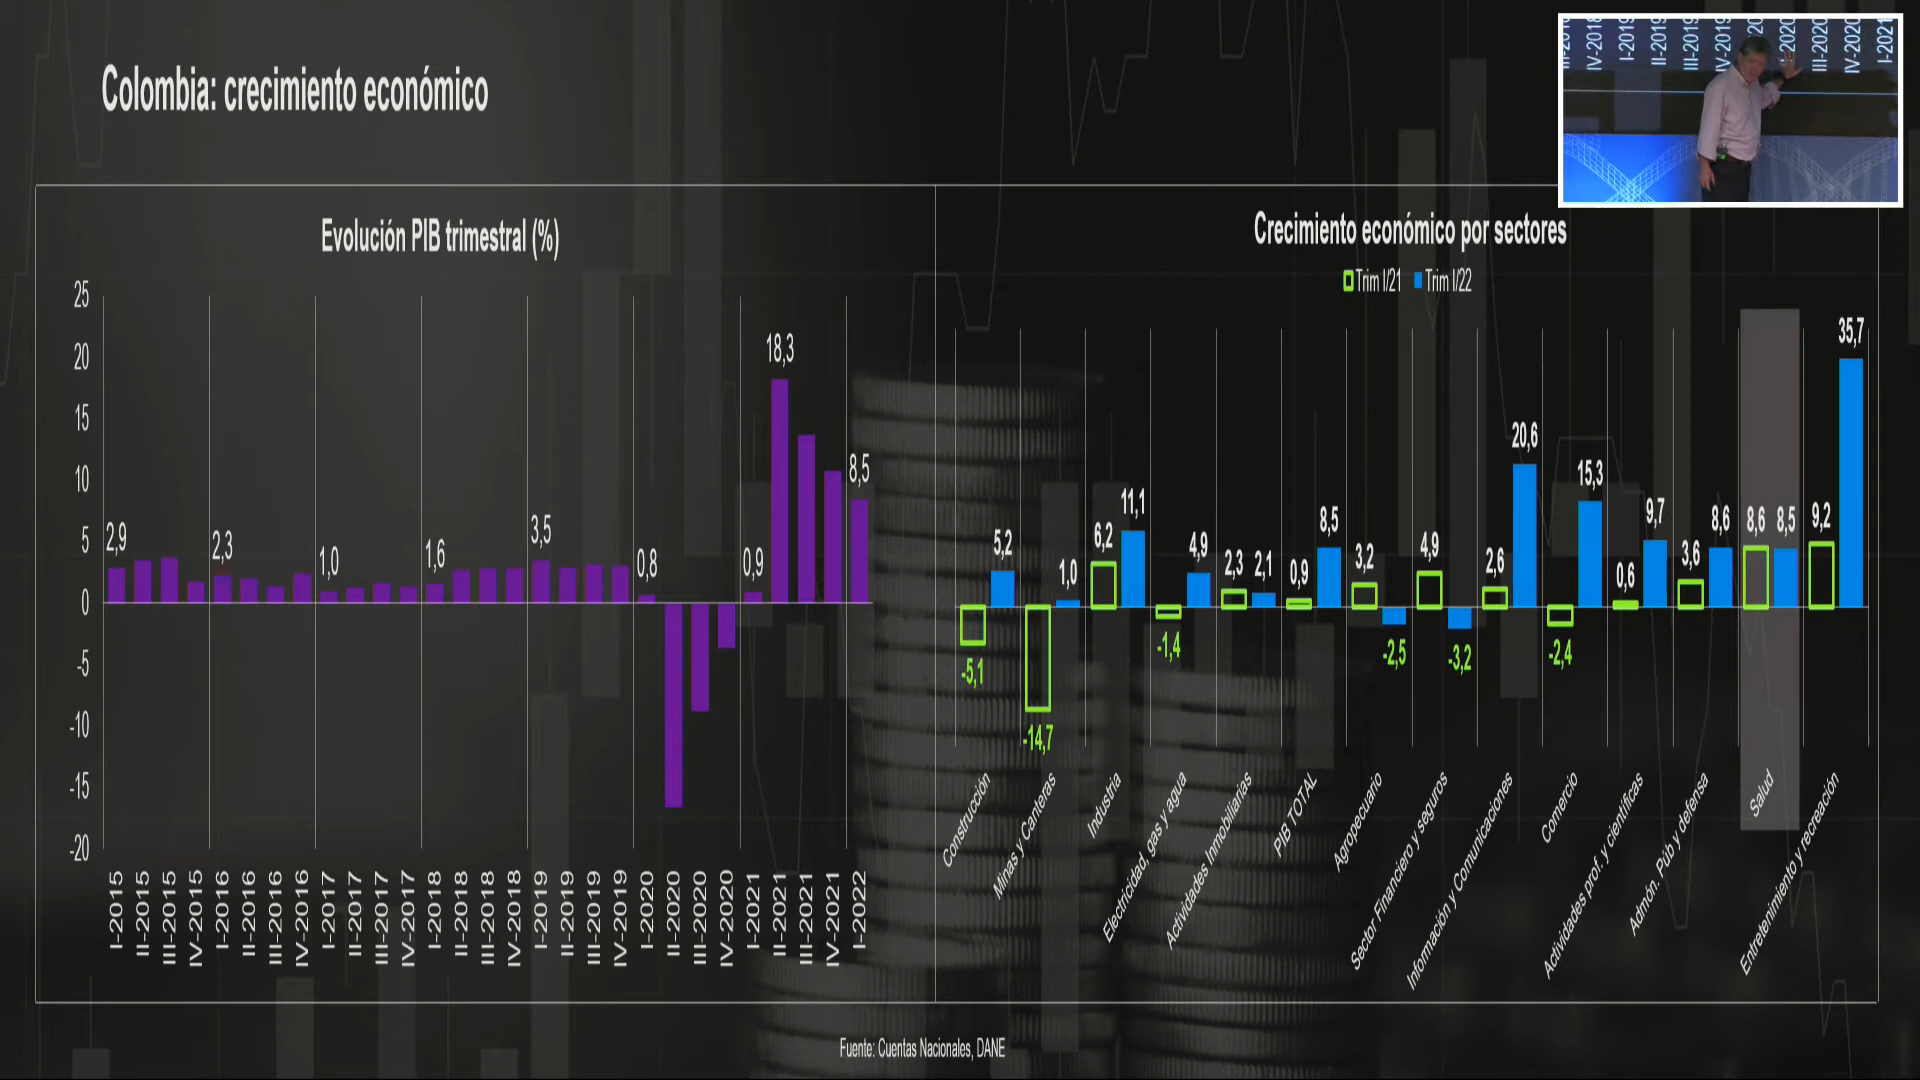 Colombia: crecimiento económico
IV-2018
I-2019
II-2019
III-2019
IV-2019
III-2020
IV-2020
I-2021
Evolución PIB trimestral (%)
25
20
15
10
5
0
-5
-10
-15
-20
2,9
2,3
1,0
1,6
3,5
0,8
0,9
18,3
8,5
I-2015
II-2015
III-2015
IV-2015
I-2016
II-2016
III-2016
IV-2016
I-2017
II-2017
III-2017
IV-2017
I-2018
II-2018
III-2018
IV-2018
I-2019
II-2019
III-2019
IV-2019
I-2020
II-2020
III-2020
IV-2020
I-2021
II-2021
III-2021
IV-2021
I-2022
Crecimiento económico por sectores
Trim I/21 Trim I/22
-5,1 5,2
-14,7 1,0
6,2 11,1
-1,4 4,9
2,3 2,1
0,9 8,5
3,2 -2,5
4,9 -3,2
2,6 20,6
-2,4 15,3
0,6 9,7
3,6 8,6
8,6 8,5
9,2 35,7
Construcción
Minas y Canteras
Industria
Electricidad, gas y agua
Actividades Inmobiliarias
PIB TOTAL
Agropecuario
Sector Financiero y seguros
Información y Comunicaciones
Comercio
Actividades prof. y científicas
Admón. Púb y defensa
Salud
Entretenimiento y recreación
Fuente: Cuentas Nacionales, DANE